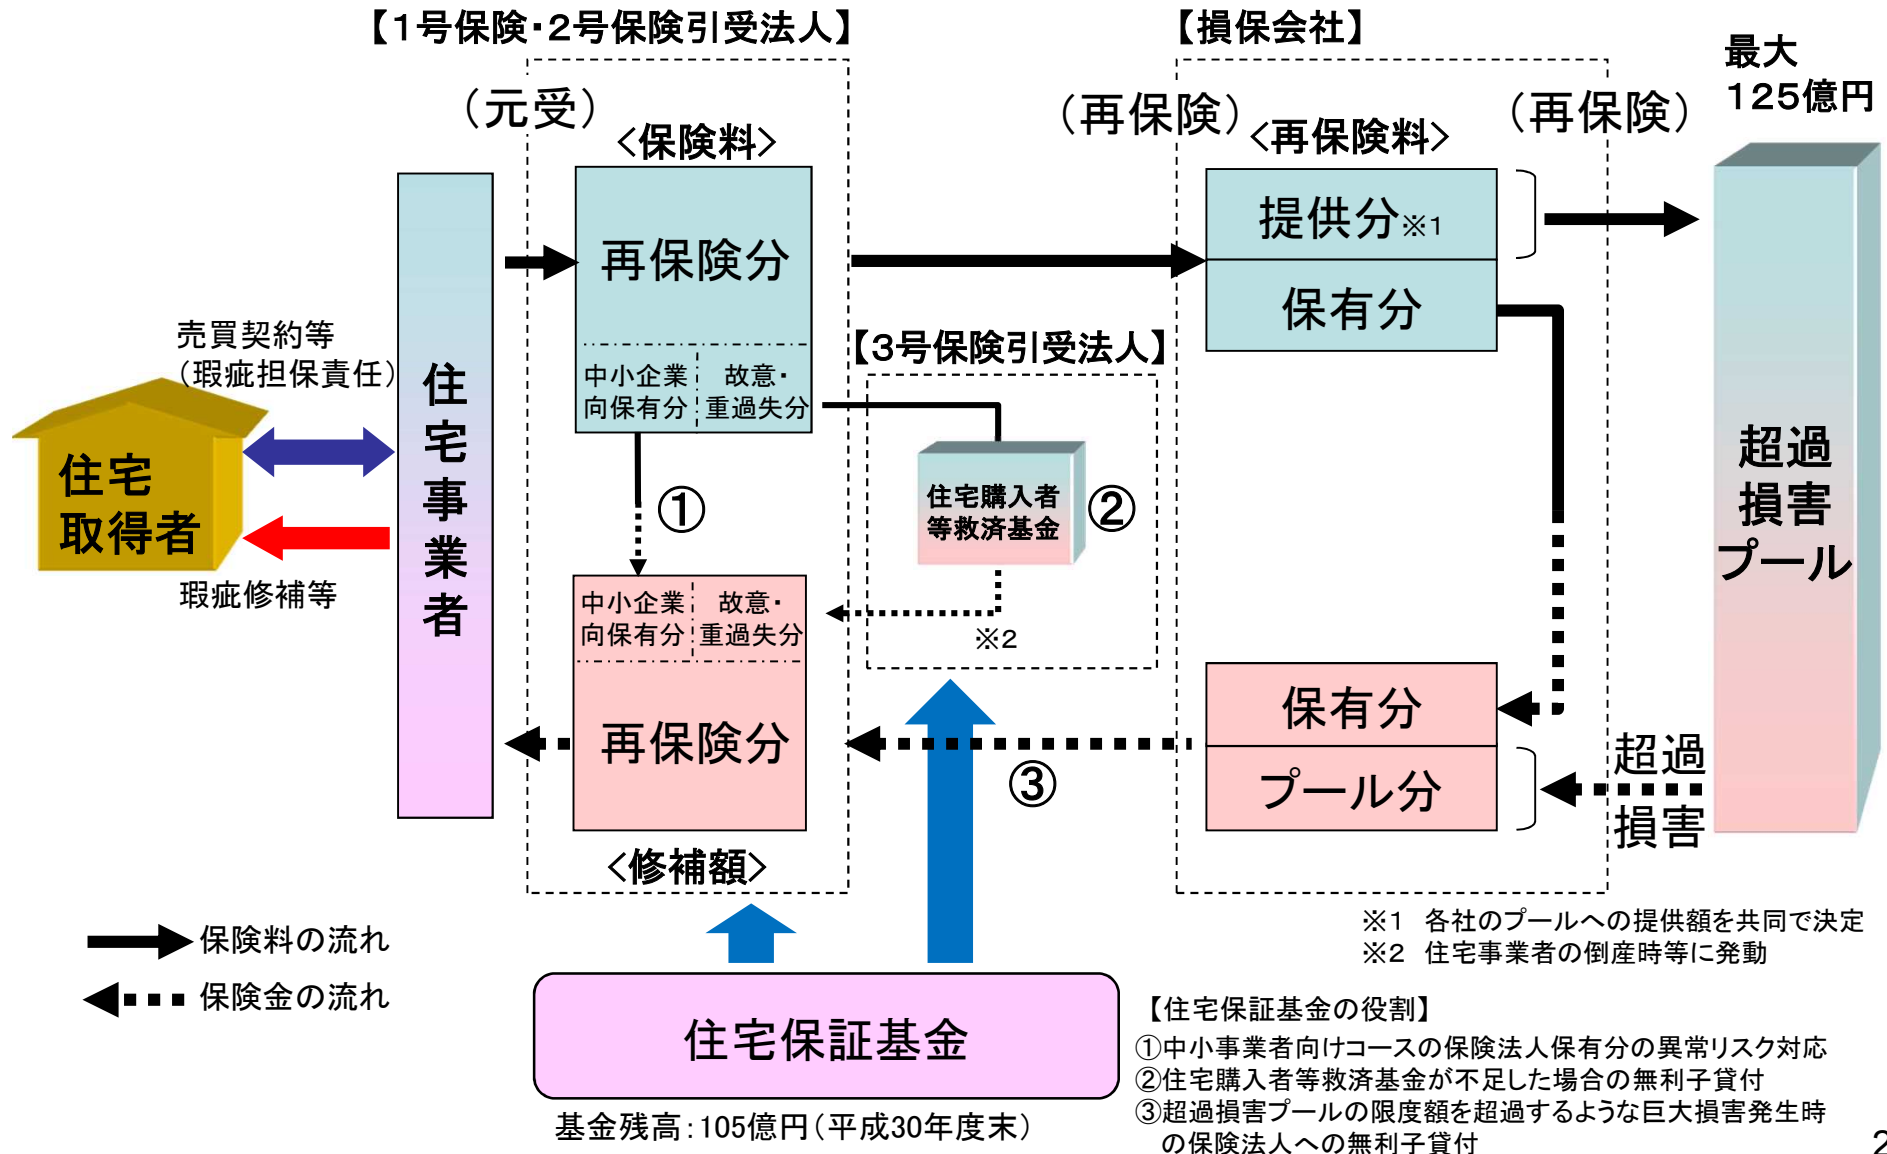 【1号保険・2号保険引受法人】
【損保会社】
最大
125億円
（元受）
（再保険）
（再保険）
<保険料>
<再保険料>
再保険分
提供分※1
保有分
中小企業
向保有分
故意・
重過失分
【3号保険引受法人】
売買契約等
（瑕疵担保責任）
住宅
取得者
瑕疵修補等
住宅事業者
①
住宅購入者
等救済基金
②
※2
超過
損害
プール
中小企業
向保有分
故意・
重過失分
再保険分
③
保有分
プール分
超過
損害
<修補額>
保険料の流れ
保険金の流れ
※1 各社のプールへの提供額を共同で決定
※2 住宅事業者の倒産時等に発動
住宅保証基金
基金残高：105億円（平成30年度末）
【住宅保証基金の役割】
①中小事業者向けコースの保険法人保有分の異常リスク対応
②住宅購入者等救済基金が不足した場合の無利子貸付
③超過損害プールの限度額を超過するような巨大損害発生時
の保険法人への無利子貸付
2